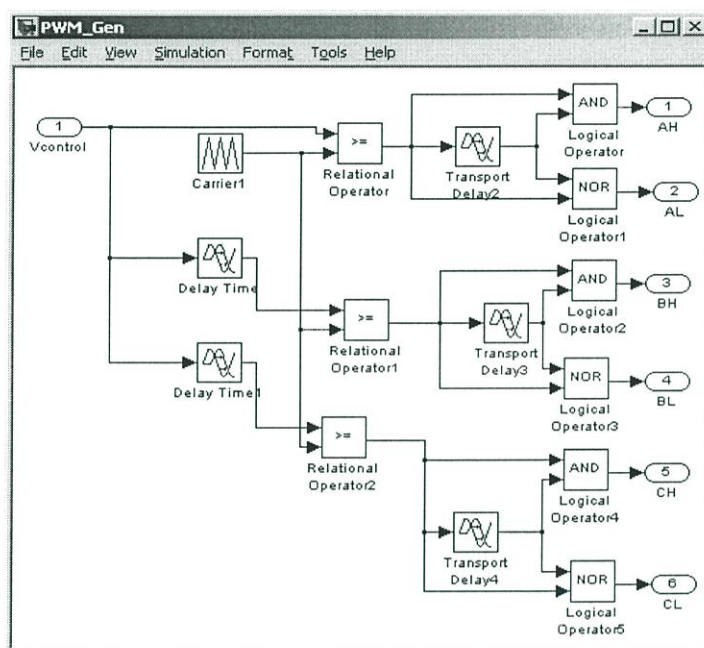 PWM_Gen
File Edit View Simulation Format Tools Help
1
Vcontrol
Carrier1
>=
Relational
Operator
Transport
Delay2
AND
Logical
Operator
1
AH
NOR
Logical
Operator1
2
AL
Delay Time
>=
Relational
Operator1
Transport
Delay3
AND
Logical
Operator2
3
BH
Delay Time1
NOR
Logical
Operator3
4
BL
>=
Relational
Operator2
Transport
Delay4
AND
Logical
Operator4
5
CH
NOR
Logical
Operator5
6
CL